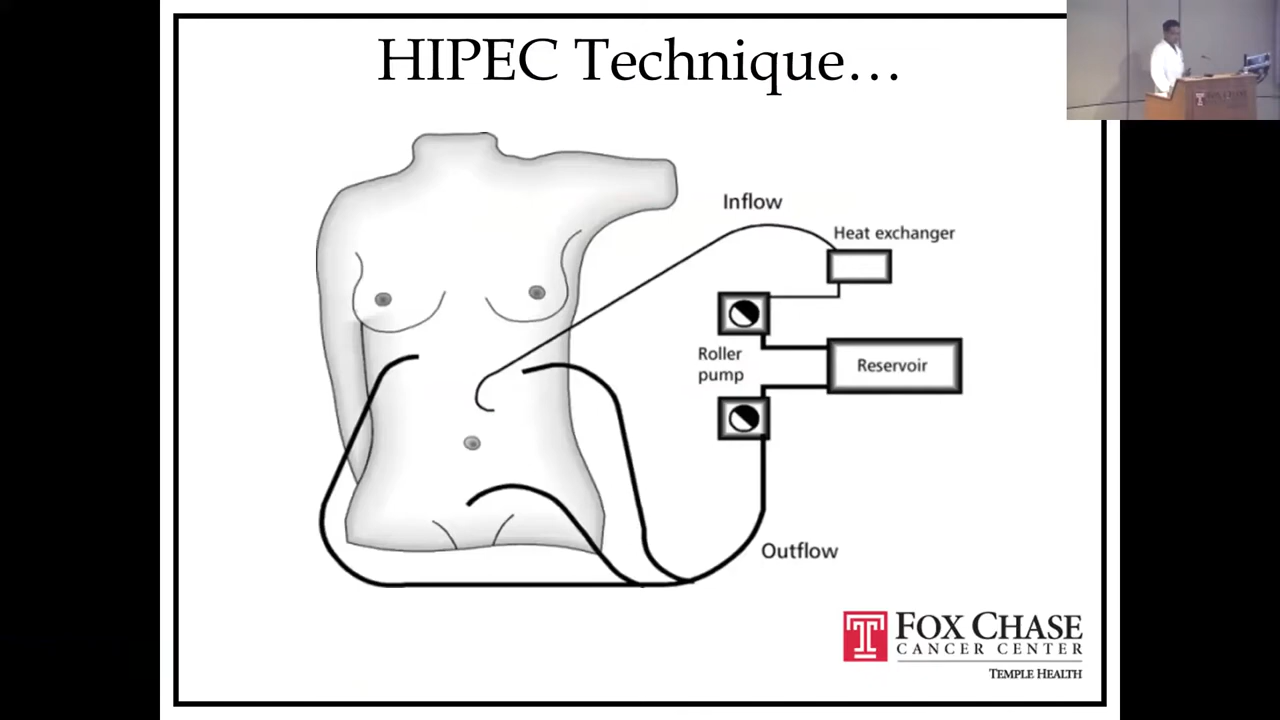 HIPEC Technique…
Inflow
Heat exchanger
Roller
pump
Reservoir
Outflow
FOX CHASE
CANCER CENTER
TEMPLE HEALTH